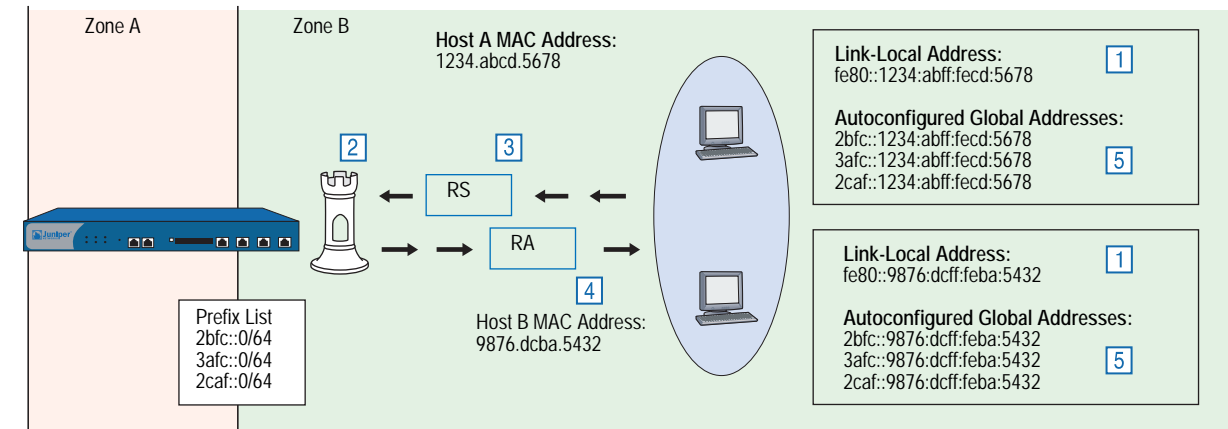 Zone A
Zone B
Host A MAC Address:
1234.abcd.5678
2
3
RS
RA
4
Host B MAC Address:
9876.dcba.5432
Juniper
Prefix List
2bfc::0/64
3afc::0/64
2caf::0/64
Link-Local Address:
1
fe80::1234:abff:fecd:5678
Autoconfigured Global Addresses:
2bfc::1234:abff:fecd:5678
3afc::1234:abff:fecd:5678
5
2caf::1234:abff:fecd:5678
Link-Local Address:
1
fe80::9876:dcff:feba:5432
Autoconfigured Global Addresses:
2bfc::9876:dcff:feba:5432
3afc::9876:dcff:feba:5432
5
2caf::9876:dcff:feba:5432